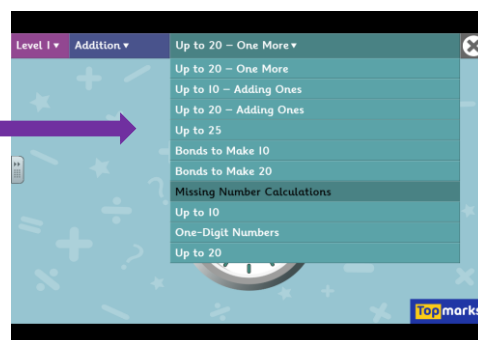 Level 1 ▾ Addition ▾ Up to 20 – One More ▾
Up to 20 – One More
Up to 10 – Adding Ones
Up to 20 – Adding Ones
Up to 25
Bonds to Make 10
Bonds to Make 20
Missing Number Calculations
Up to 10
One-Digit Numbers
Up to 20
Topmarks